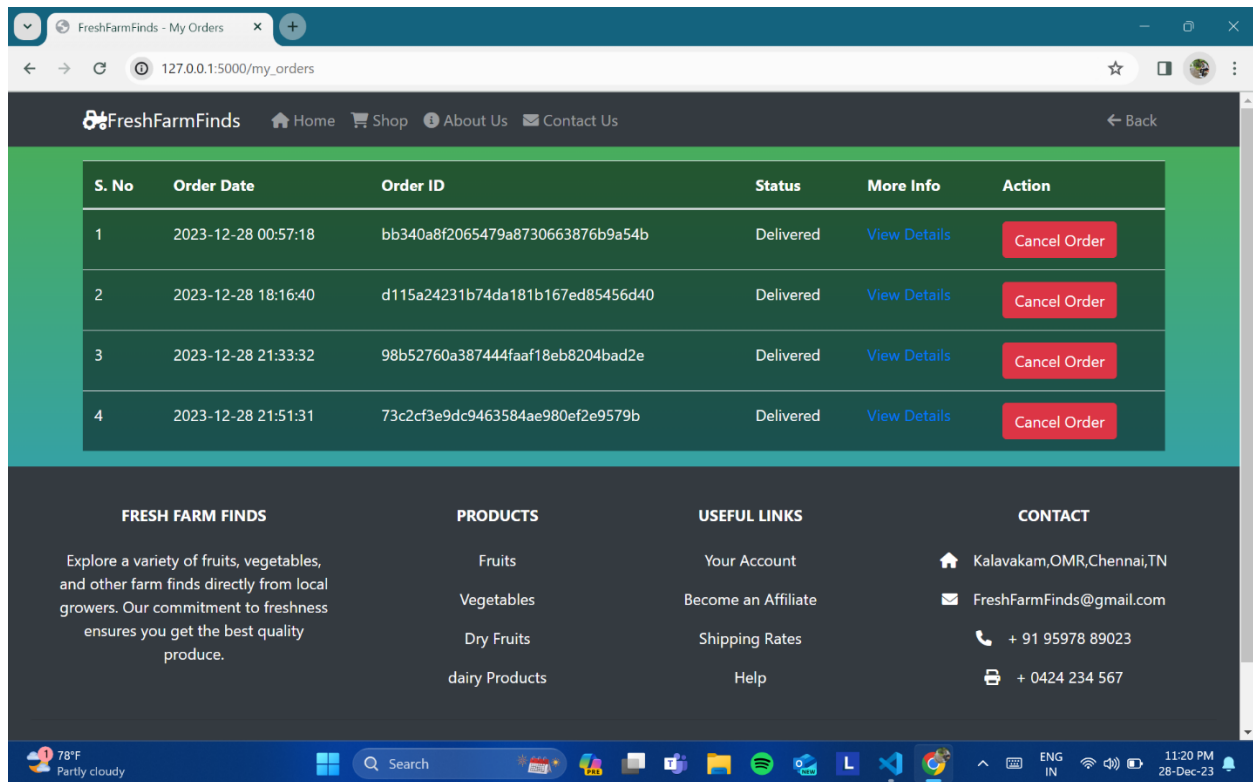 FreshFarmFinds - My Orders
127.0.0.1:5000/my_orders
FreshFarmFinds Home Shop About Us Contact Us Back
S. No Order Date Order ID Status More Info Action
1 2023-12-28 00:57:18 bb340a8f2065479a8730663876b9a54b Delivered View Details Cancel Order
2 2023-12-28 18:16:40 d115a24231b74da181b167ed85456d40 Delivered View Details Cancel Order
3 2023-12-28 21:33:32 98b52760a387444faaf18eb8204bad2e Delivered View Details Cancel Order
4 2023-12-28 21:51:31 73c2cf3e9dc9463584ae980ef2e9579b Delivered View Details Cancel Order
FRESH FARM FINDS
Explore a variety of fruits, vegetables,
and other farm finds directly from local
growers. Our commitment to freshness
ensures you get the best quality
produce.
PRODUCTS
Fruits
Vegetables
Dry Fruits
dairy Products
USEFUL LINKS
Your Account
Become an Affiliate
Shipping Rates
Help
CONTACT
Kalavakam,OMR,Chennai,TN
FreshFarmFinds@gmail.com
+ 91 95978 89023
+ 0424 234 567
1
78°F
Partly cloudy
Search
PRE
NEW
L
ENG
IN
11:20 PM
28-Dec-23